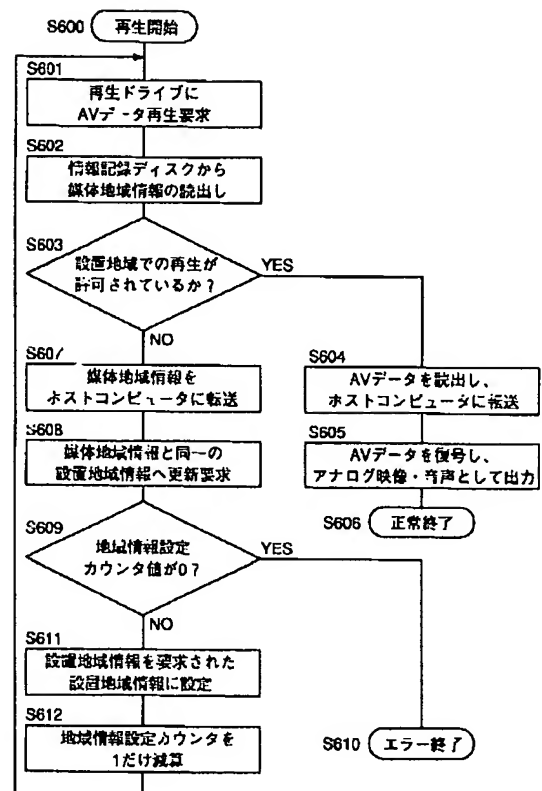 S600 再生開始
S601
再生ドライブに
AVデータ再生要求
S602
情報記録ディスクから
媒体地域情報の読出し
S603
設置地域での再生が
許可されているか？
YES
NO
S607
媒体地域情報を
ホストコンピュータに転送
S604
AVデータを読出し、
ホストコンピュータに転送
S608
媒体地域情報と同一の
設置地域情報へ更新要求
S605
AVデータを復号し、
アナログ映像・音声として出力
S606 正常終了
S609
地域情報設定
カウンタ値が0？
YES
NO
S611
設置地域情報を要求された
設置地域情報に設定
S612
地域情報設定カウンタを
1だけ減算
S610 エラー終了